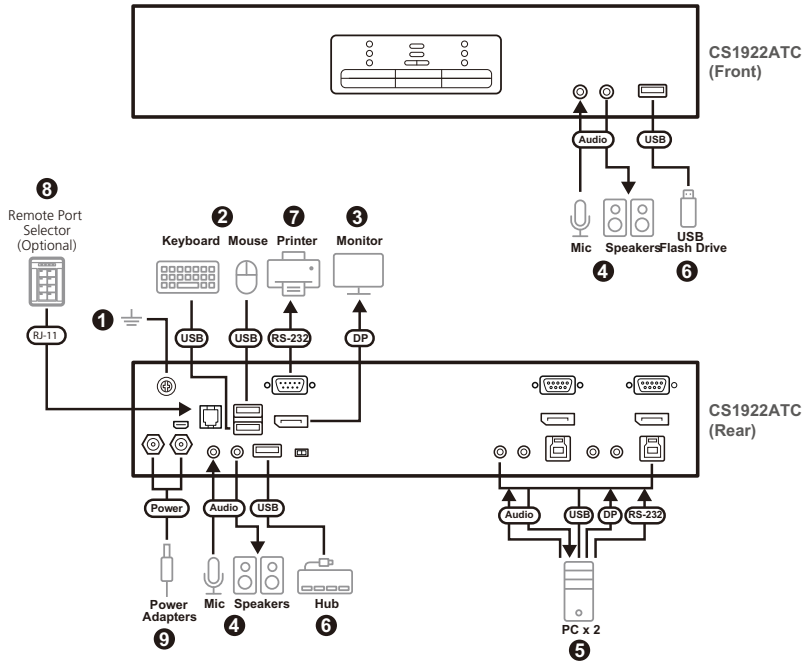 CS1922ATC
(Front)
Audio
USB
8
Remote Port
Selector
(Optional)
2
7
3
Keyboard Mouse Printer Monitor
Mic Speakers
USB
Flash Drive
4
6
1
RJ-11
USB
USB
RS-232
DP
CS1922ATC
(Rear)
Power
Audio
USB
Audio
USB
DP
RS-232
Power
Adapters
Mic Speakers Hub
PC x 2
9
4
6
5